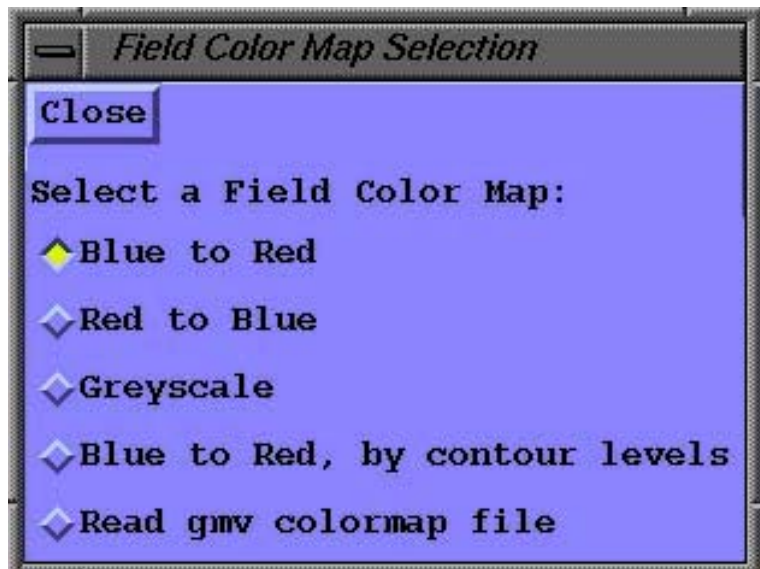 Field Color Map Selection
Close
Select a Field Color Map:
Blue to Red
Red to Blue
Greyscale
Blue to Red, by contour levels
Read gmv colormap file